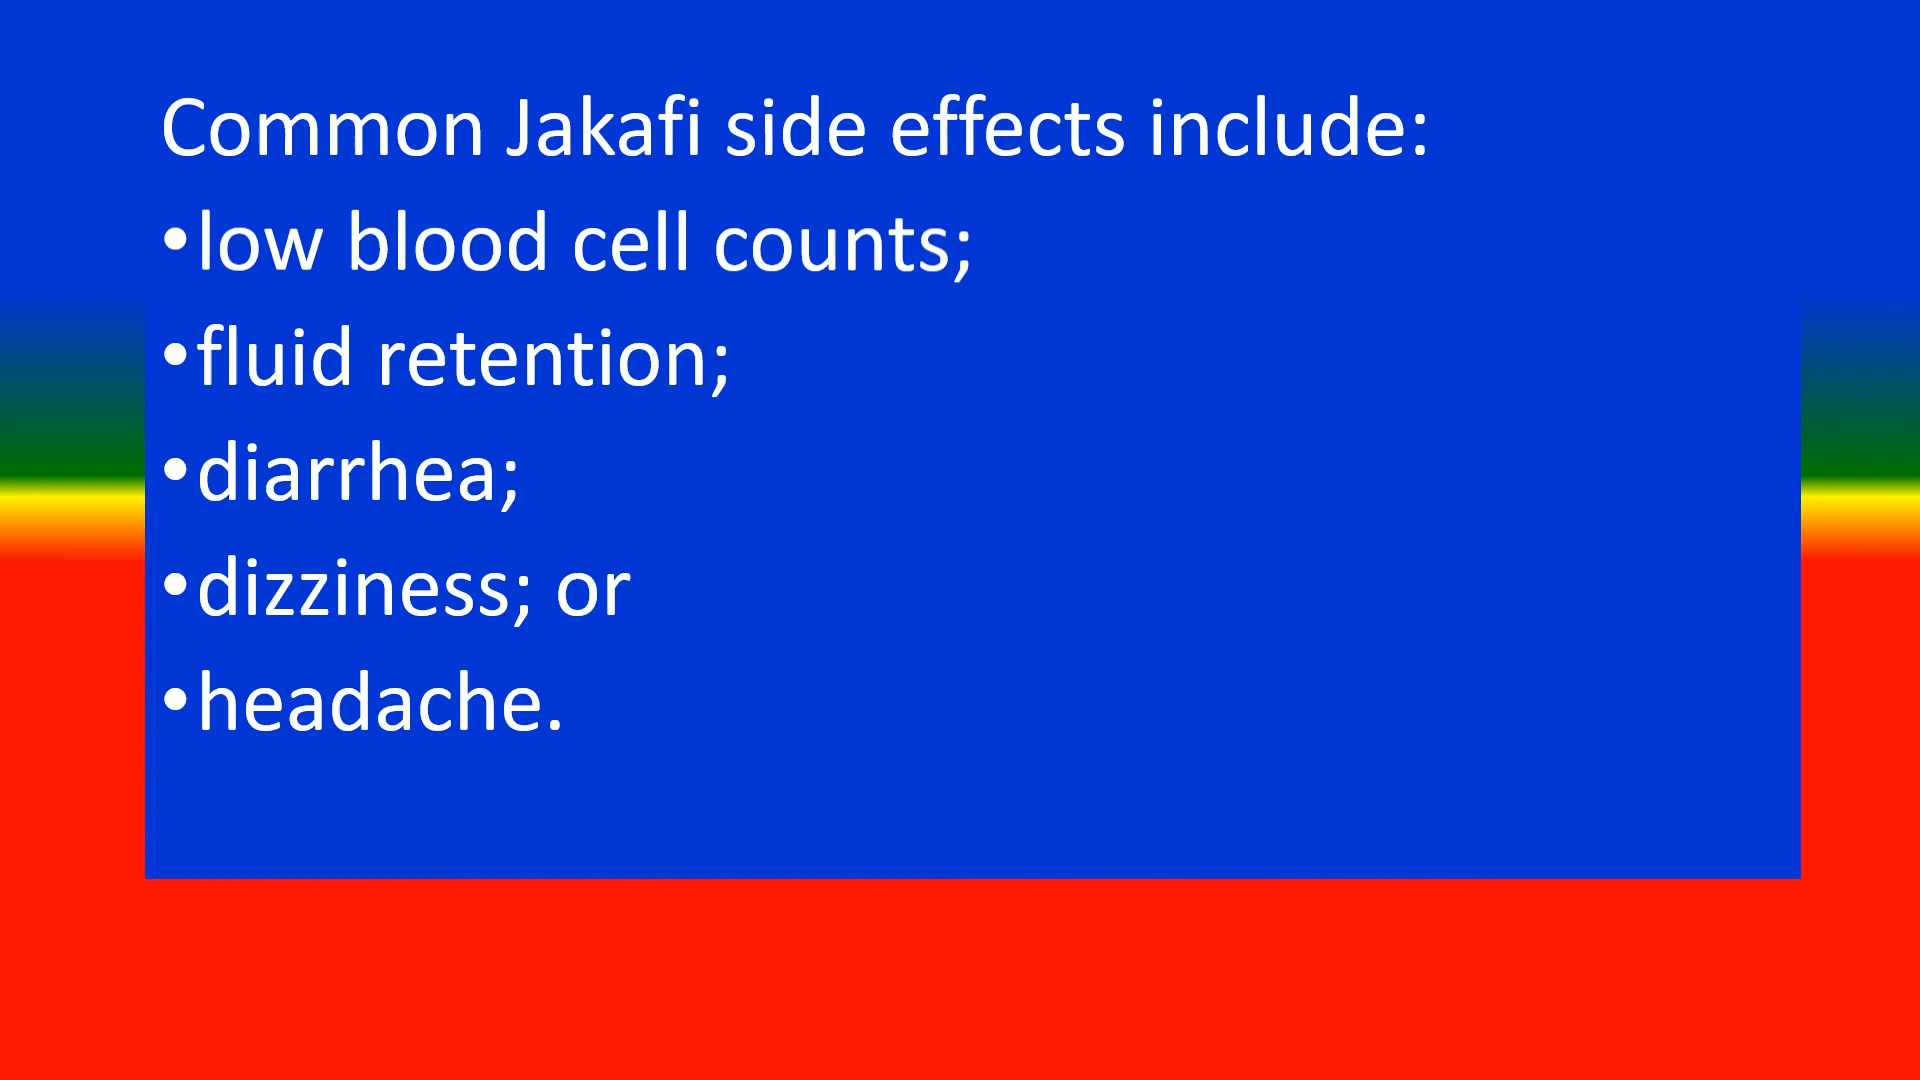 Common Jakafi side effects include:
•low blood cell counts;
•fluid retention;
•diarrhea;
•dizziness; or
•headache.